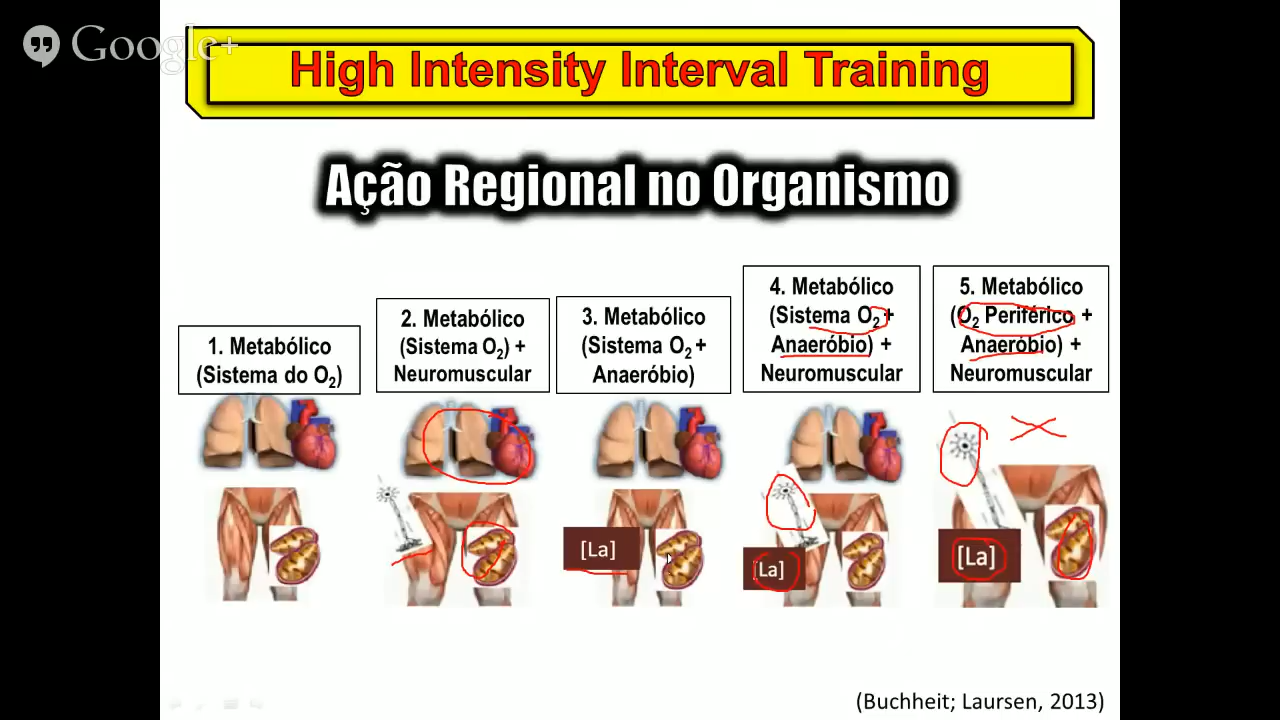 Google+
High Intensity Interval Training
Ação Regional no Organismo
1. Metabólico
(Sistema do O₂)
2. Metabólico
(Sistema O₂) +
Neuromuscular
3. Metabólico
(Sistema O₂ +
Anaeróbio)
4. Metabólico
(Sistema O₂ +
Anaeróbio) +
Neuromuscular
5. Metabólico
(O₂ Periférico +
Anaeróbio) +
Neuromuscular
[La]
[La]
[La]
(Buchheit; Laursen, 2013)